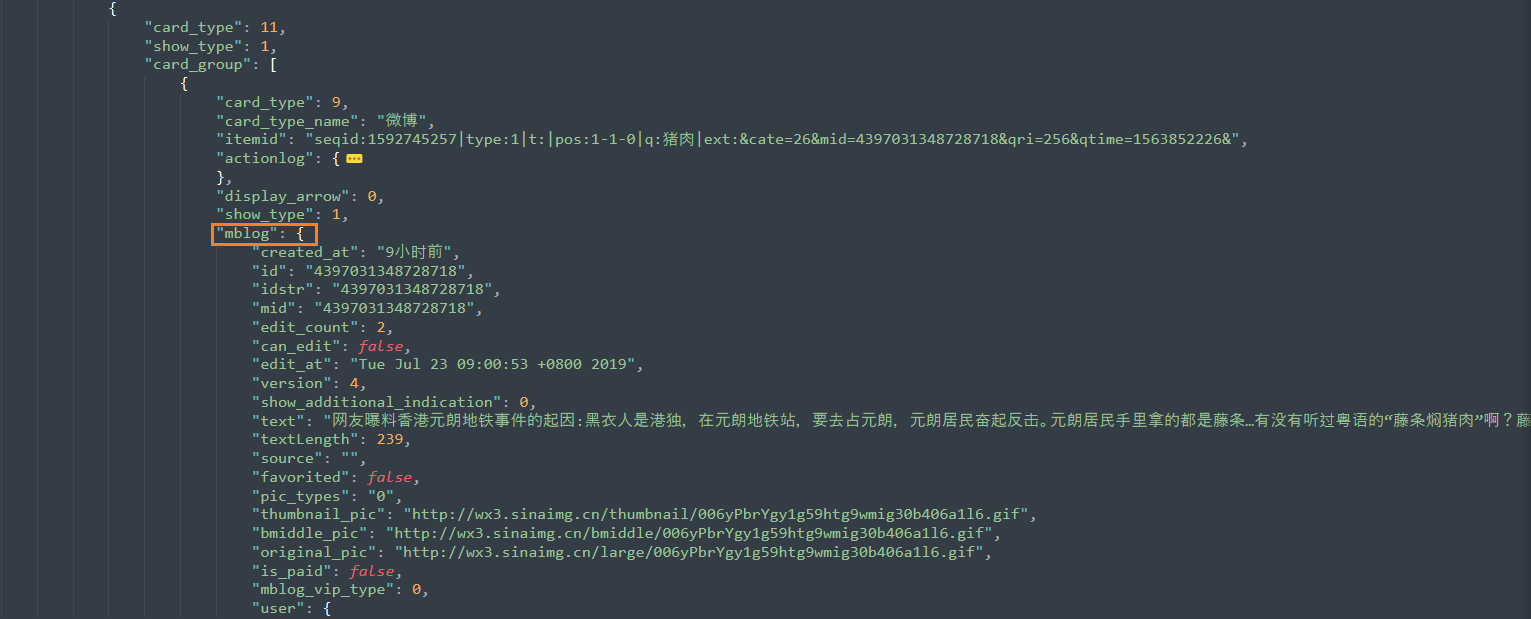 {
"card_type": 11,
"show_type": 1,
"card_group": [
{
"card_type": 9,
"card_type_name": "微博",
"itemid": "seqid:1592745257|type:1|t:|pos:1-1-0|q:猪肉|ext:&cate=26&mid=4397031348728718&qri=256&qtime=1563852226&",
"actionlog": {
},
"display_arrow": 0,
"show_type": 1,
"mblog": {
"created_at": "9小时前",
"id": "4397031348728718",
"idstr": "4397031348728718",
"mid": "4397031348728718",
"edit_count": 2,
"can_edit": false,
"edit_at": "Tue Jul 23 09:00:53 +0800 2019",
"version": 4,
"show_additional_indication": 0,
"text": "网友曝料香港元朗地铁事件的起因:黑衣人是港独，在元朗地铁站，要去占元朗，元朗居民奋起反击。元朗居民手里拿的都是藤条…有没有听过粤语的“藤条焖猪肉”啊？藤
"textLength": 239,
"source": "",
"favorited": false,
"pic_types": "0",
"thumbnail_pic": "http://wx3.sinaimg.cn/thumbnail/006yPbrYgy1g59htg9wmig30b406a1l6.gif",
"bmiddle_pic": "http://wx3.sinaimg.cn/bmiddle/006yPbrYgy1g59htg9wmig30b406a1l6.gif",
"original_pic": "http://wx3.sinaimg.cn/large/006yPbrYgy1g59htg9wmig30b406a1l6.gif",
"is_paid": false,
"mblog_vip_type": 0,
"user": {